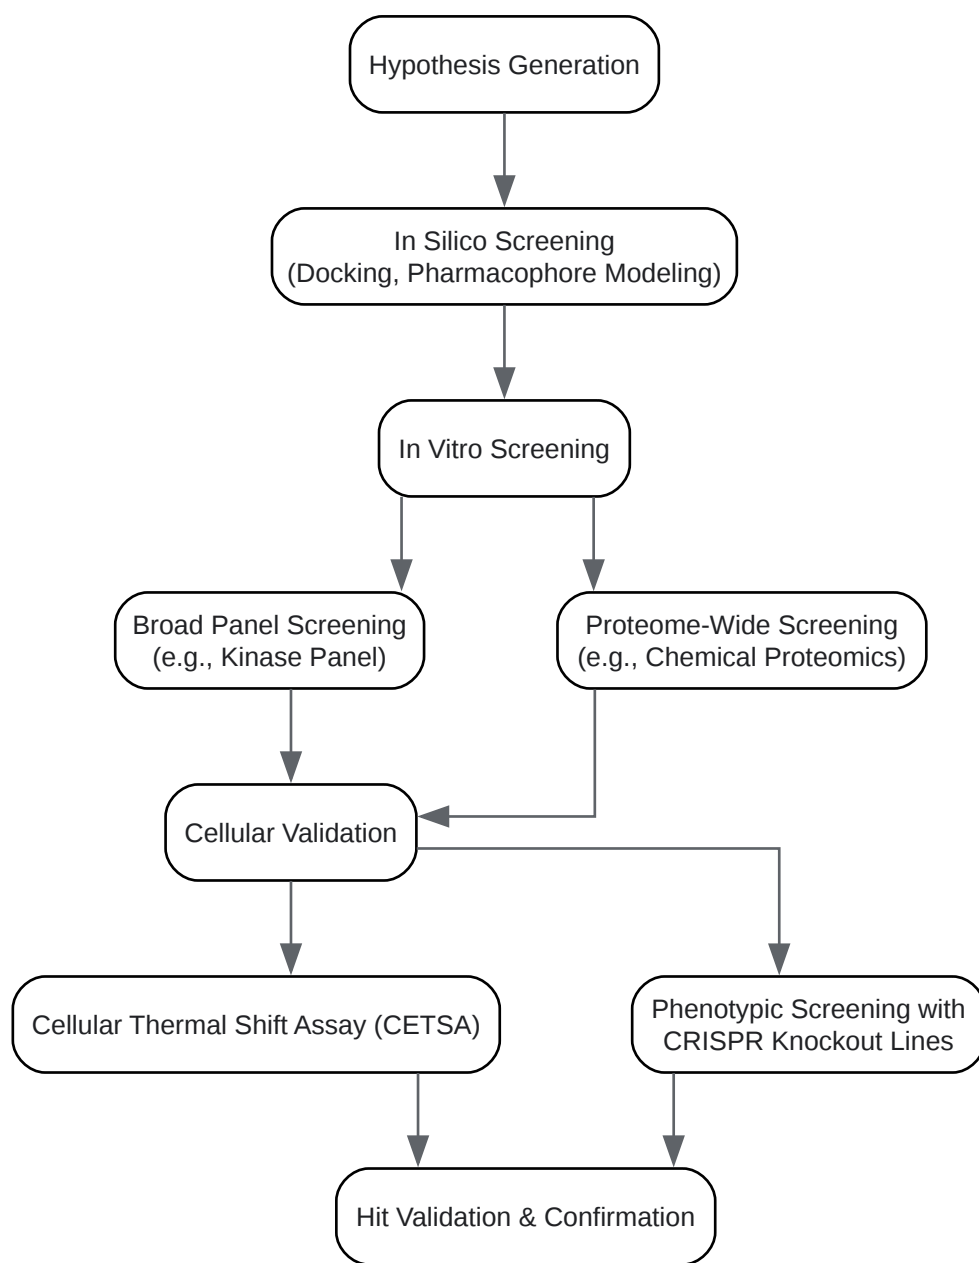 Hypothesis Generation
In Silico Screening
(Docking, Pharmacophore Modeling)
In Vitro Screening
Broad Panel Screening
(e.g., Kinase Panel)
Proteome-Wide Screening
(e.g., Chemical Proteomics)
Cellular Validation
Cellular Thermal Shift Assay (CETSA)
Phenotypic Screening with
CRISPR Knockout Lines
Hit Validation & Confirmation